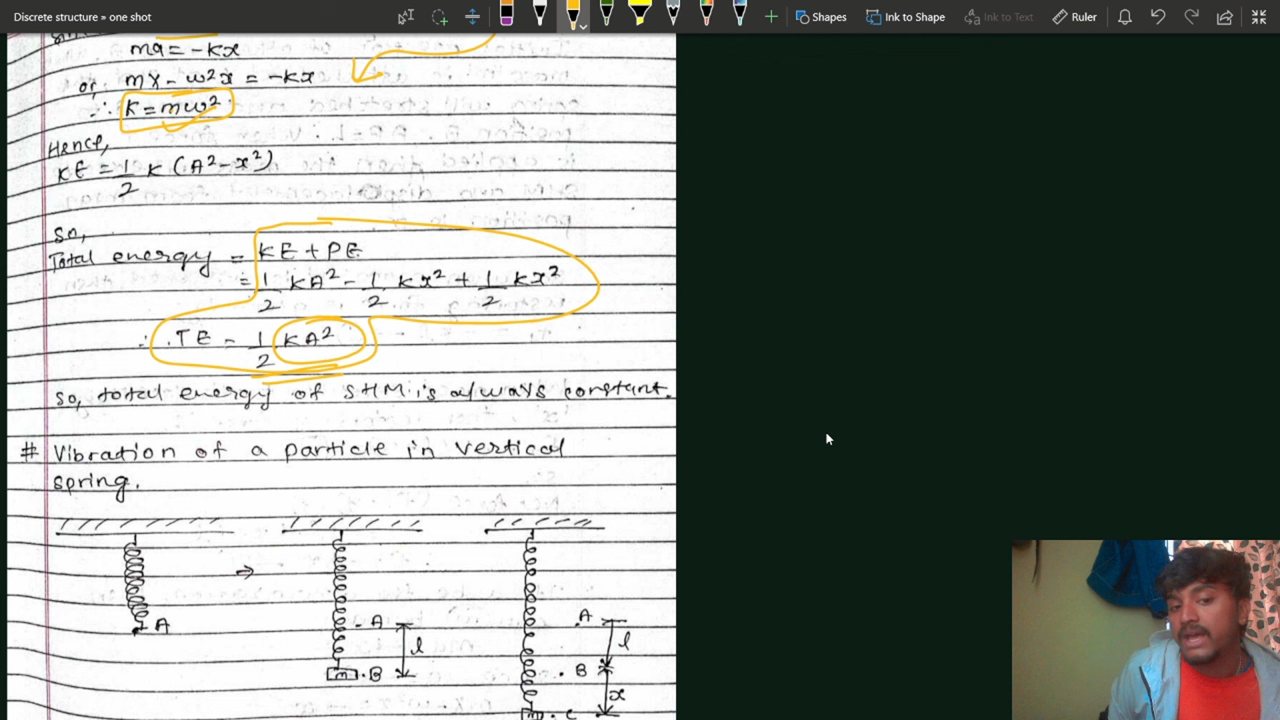 Discrete structure » one shot
Shapes
Ink to Shape
Ink to Text
Ruler
ma = -kx
or, mx - ω²x = -kx
∴ K = mω²
Hence,
KE = 1/2 K (A² - x²)
So,
Total energy = KE + PE
= 1/2 KA² - 1/2 Kx² + 1/2 Kx²
∴ TE = 1/2 KA²
So, total energy of SHM is always constant.
# Vibration of a particle in vertical
spring.
⇒
A
A
l
m
B
A
l
B
x
m
C